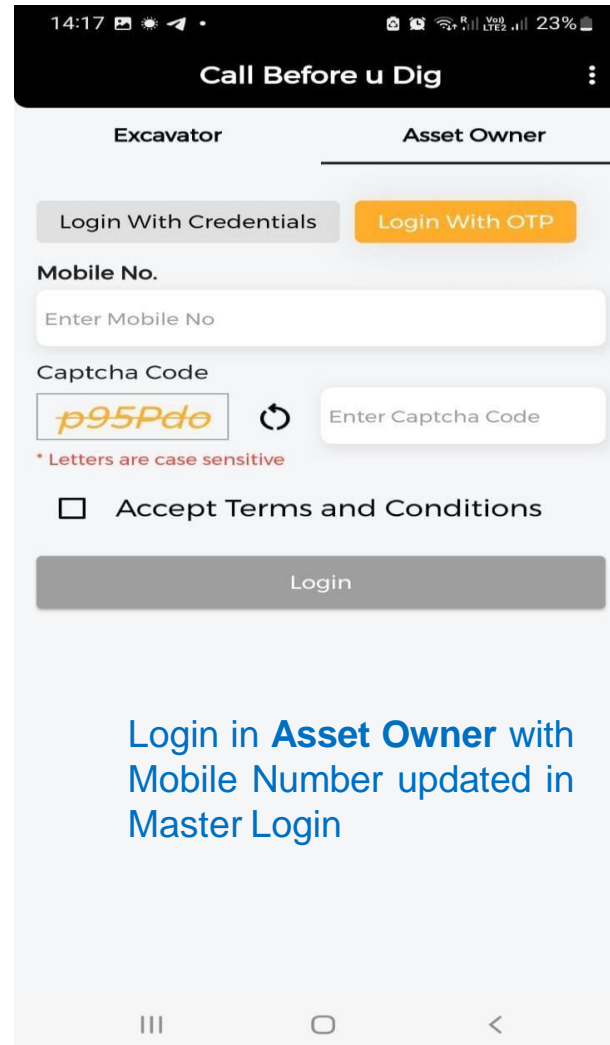 14:17 23%
Call Before u Dig
Excavator Asset Owner
Login With Credentials Login With OTP
Mobile No.
Enter Mobile No
Captcha Code
p95Pdo Enter Captcha Code
* Letters are case sensitive
Accept Terms and Conditions
Login
Login in Asset Owner with
Mobile Number updated in
Master Login